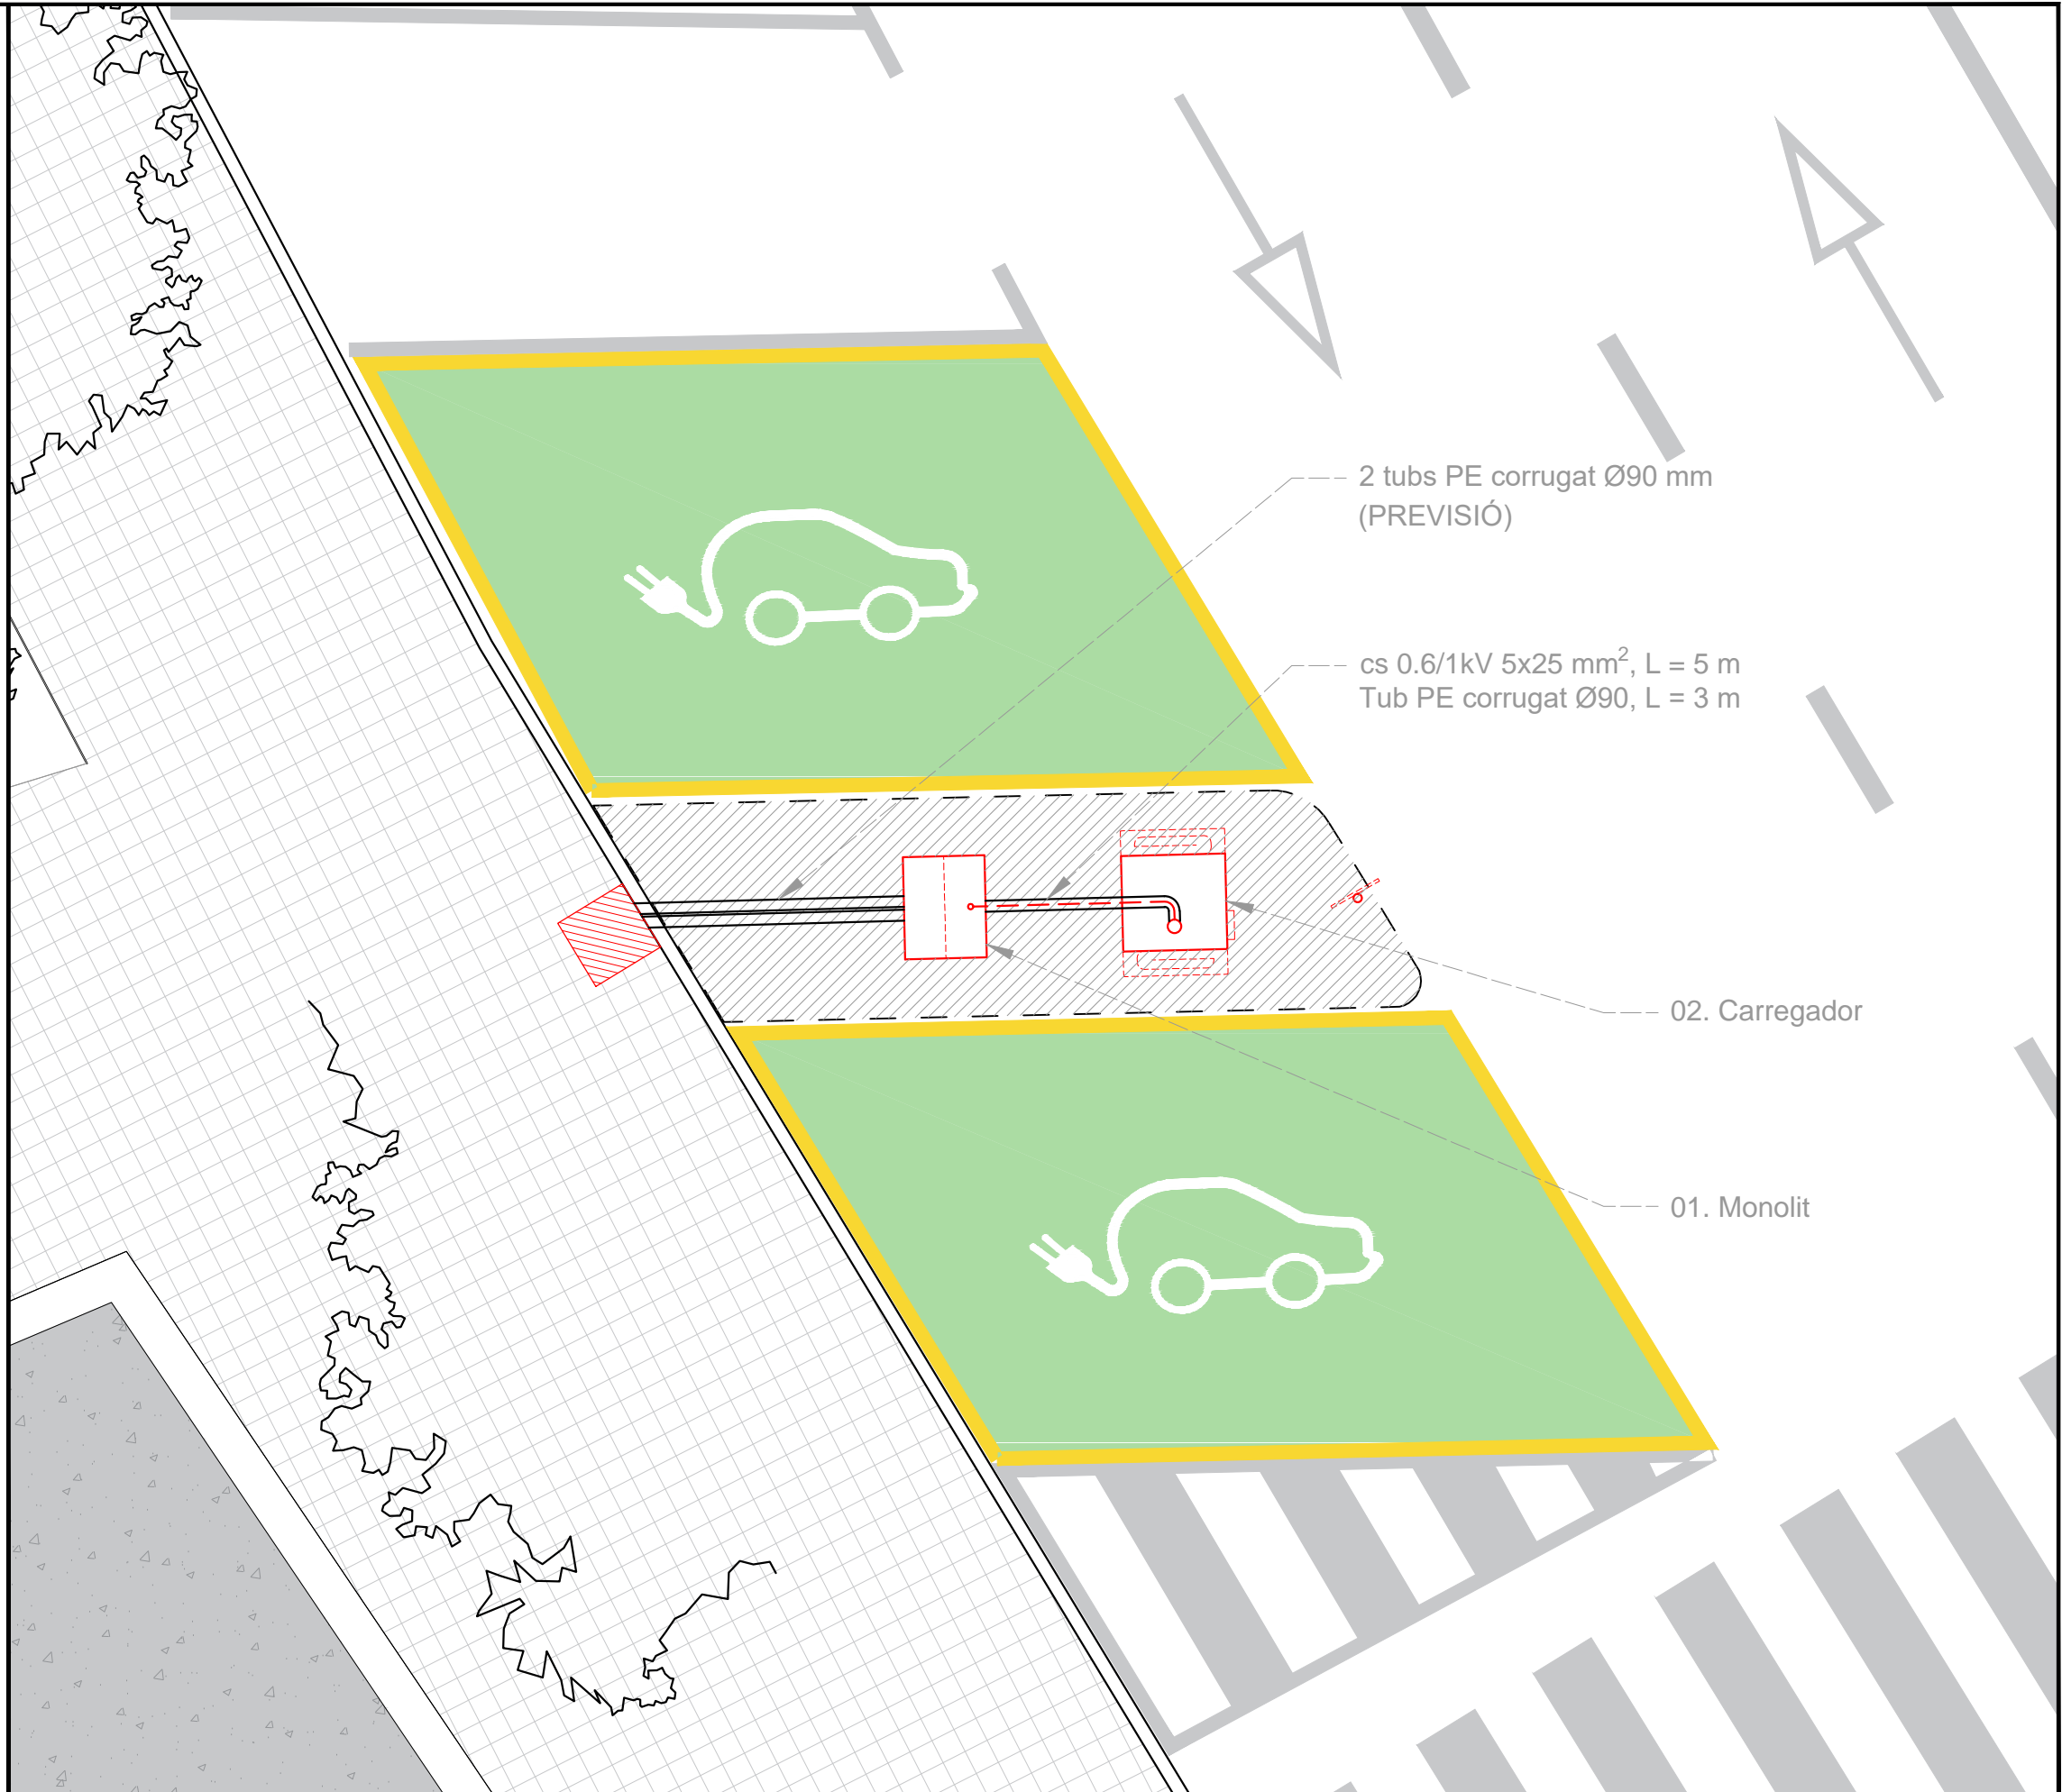 2 tubs PE corrugat Ø90 mm
(PREVISIÓ)
cs 0.6/1kV 5x25 mm², L = 5 m
Tub PE corrugat Ø90, L = 3 m
02. Carregador
01. Monolit